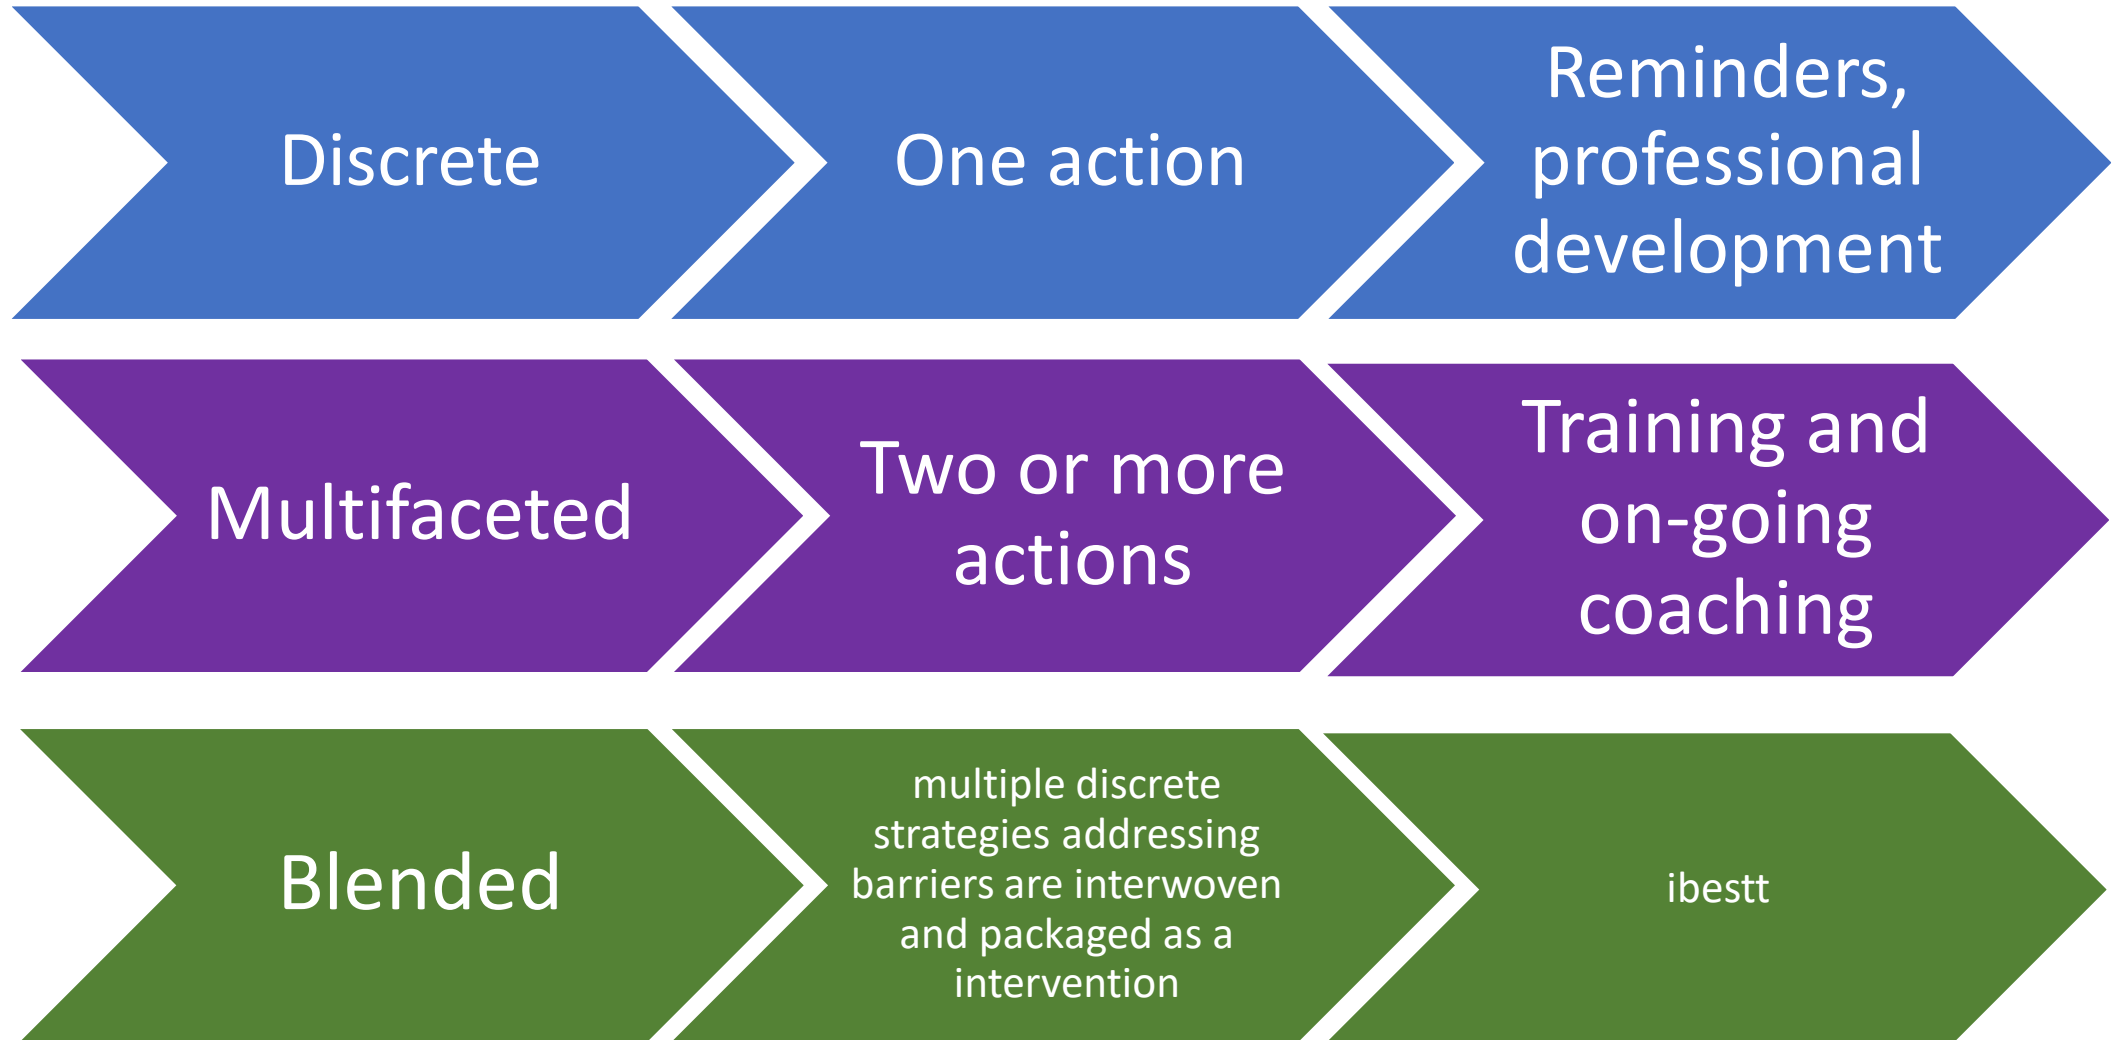 Discrete
One action
Reminders,
professional
development
Multifaceted
Two or more
actions
Training and
on-going
coaching
Blended
multiple discrete
strategies addressing
barriers are interwoven
and packaged as a
intervention
ibestt